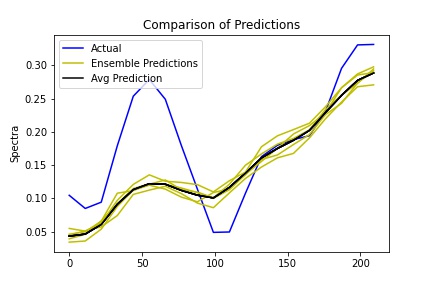 Comparison of Predictions
Actual
Ensemble Predictions
Avg Prediction
Spectra
0.30
0.25
0.20
0.15
0.10
0.05
0
50
100
150
200